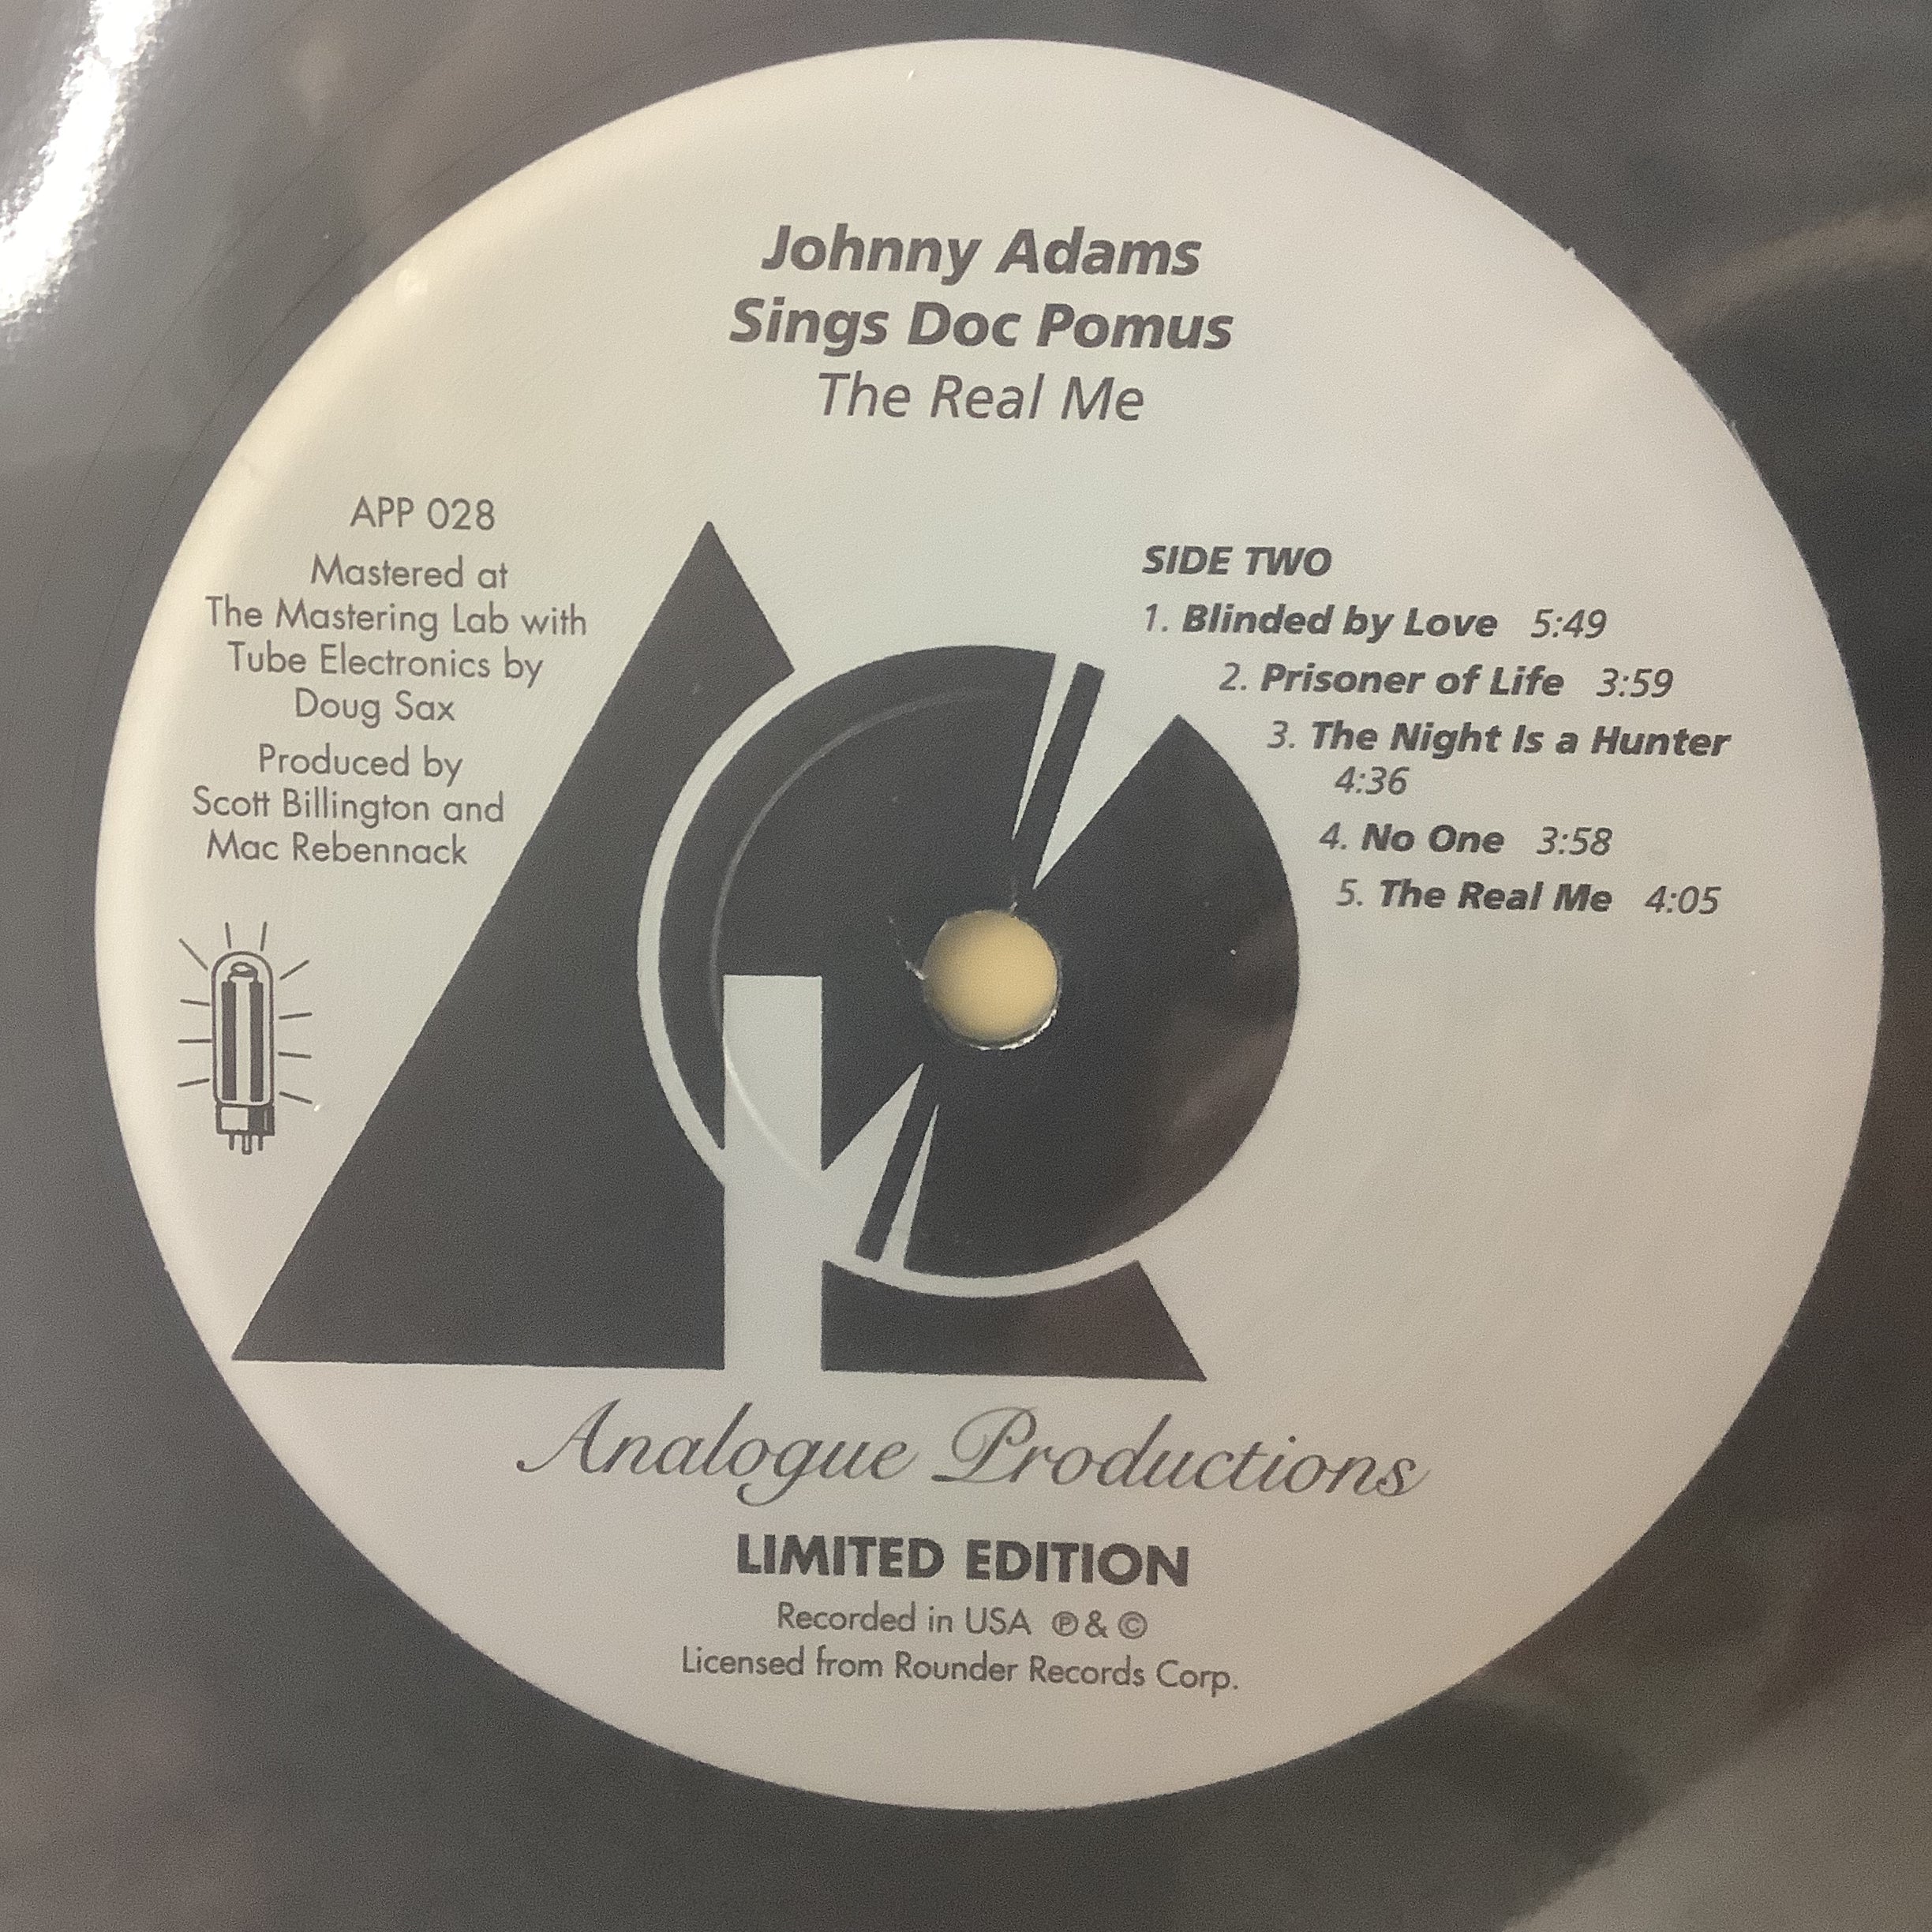 Johnny Adams
Sings Doc Pomus
The Real Me
APP 028
Mastered at
The Mastering Lab with
Tube Electronics by
Doug Sax
Produced by
Scott Billington and
Mac Rebennack
SIDE TWO
1. Blinded by Love 5:49
2. Prisoner of Life 3:59
3. The Night Is a Hunter
4:36
4. No One 3:58
5. The Real Me 4:05
Analogue Productions
LIMITED EDITION
Recorded in USA ℗ & ©
Licensed from Rounder Records Corp.